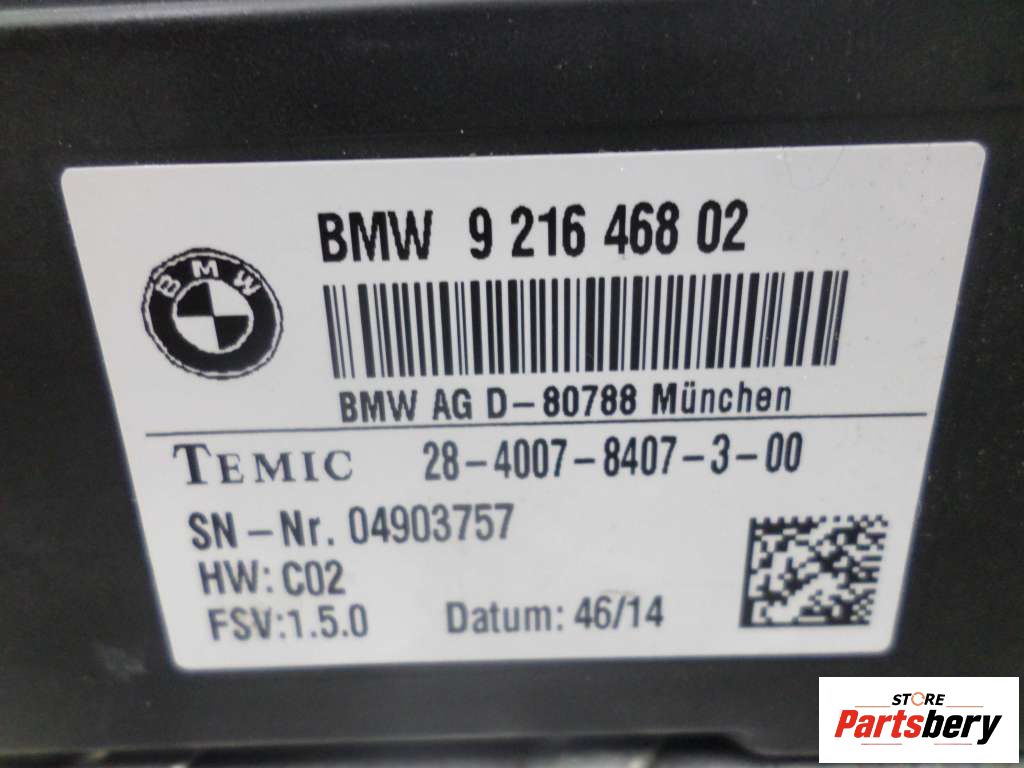 BMW 9 216 468 02
BMW
BMW AG D-80788 München
TEMIC 28-4007-8407-3-00
SN-Nr. 04903757
HW: C02
FSV:1.5.0 Datum: 46/14
STORE
Partsbery